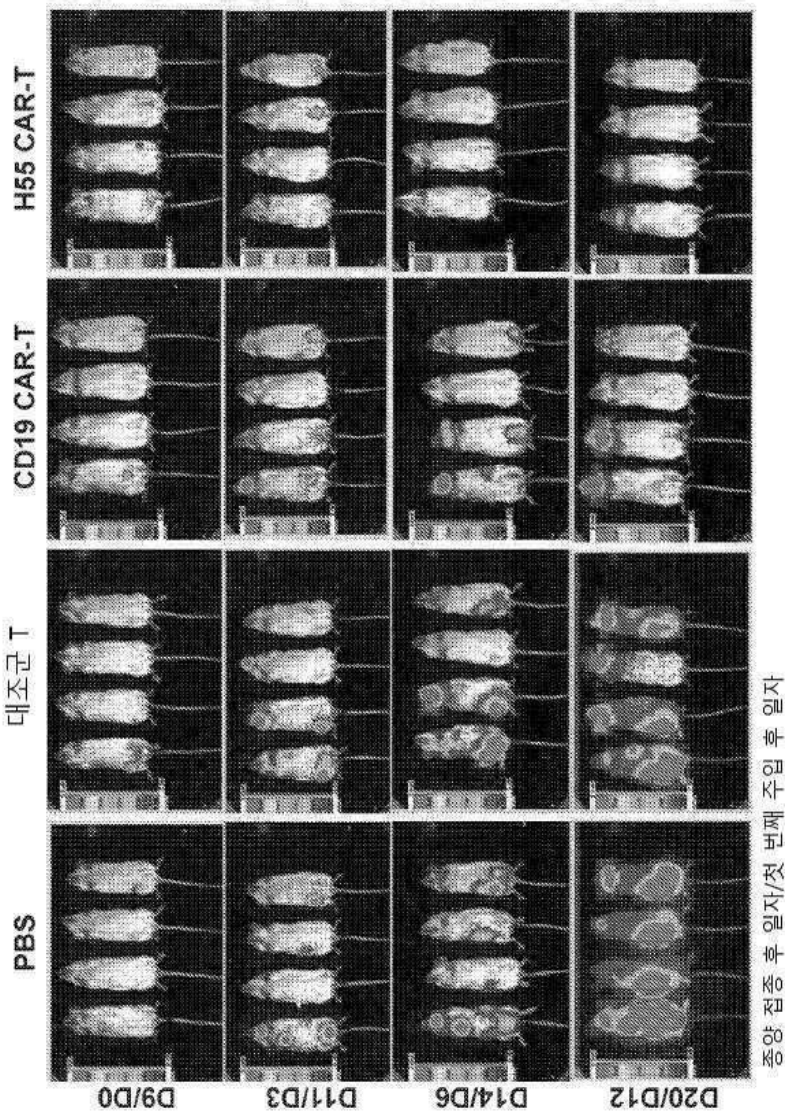 PBS
대조군 T
CD19 CAR-T
H55 CAR-T
D9/D0
D11/D3
D14/D6
D20/D12
종양 접종 후 일자/첫 번째 주입 후 일자